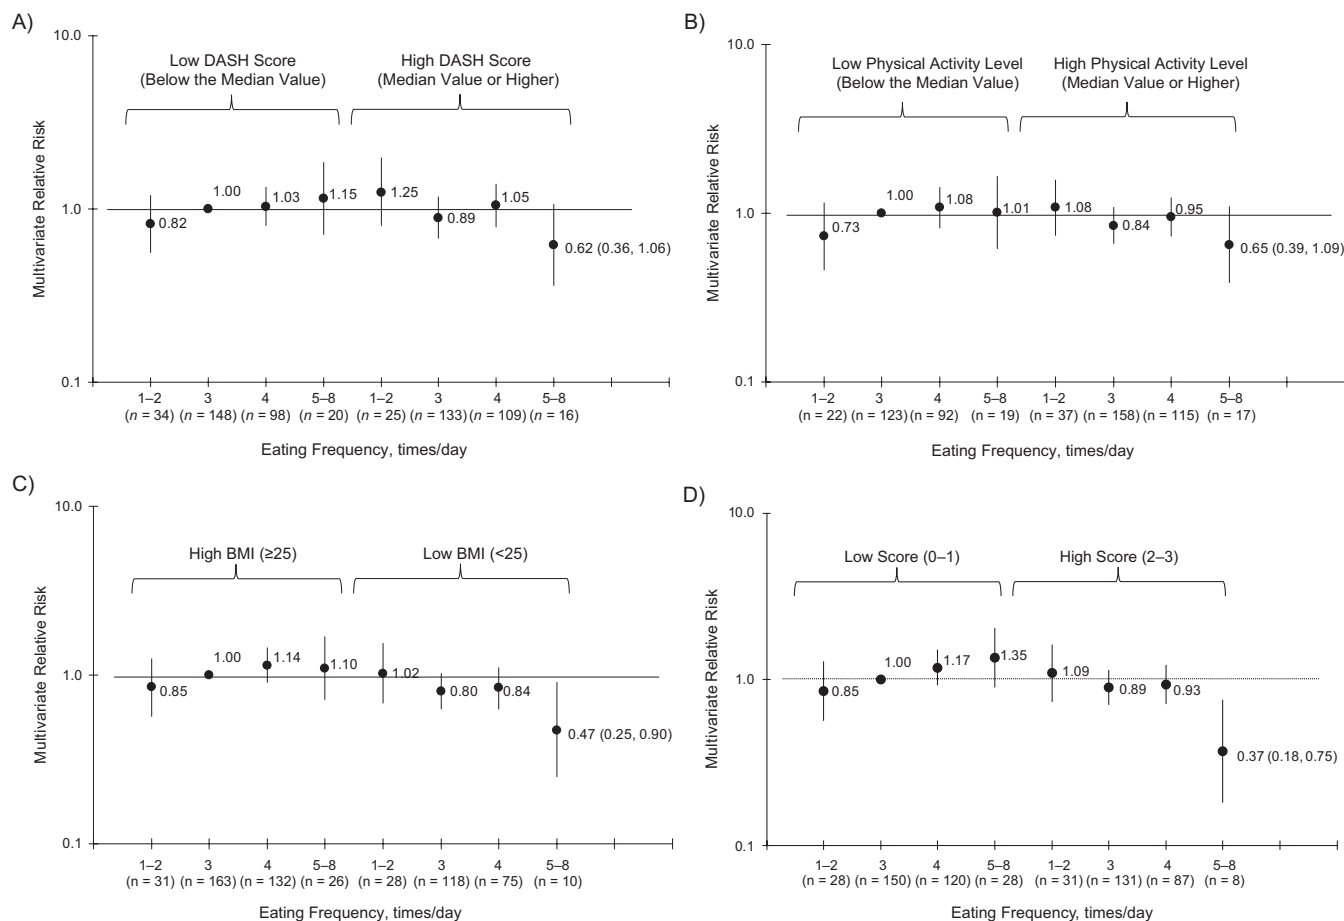 A)
10.0
1.0
0.1
Multivariate Relative Risk
Low DASH Score
(Below the Median Value)
High DASH Score
(Median Value or Higher)
0.82
1.00
1.03
1.15
1.25
0.89
1.05
0.62 (0.36, 1.06)
1–2 3 4 5–8 1–2 3 4 5–8
(n = 34) (n = 148) (n = 98) (n = 20) (n = 25) (n = 133) (n = 109) (n = 16)
Eating Frequency, times/day
B)
10.0
1.0
0.1
Multivariate Relative Risk
Low Physical Activity Level
(Below the Median Value)
High Physical Activity Level
(Median Value or Higher)
0.73
1.00
1.08
1.01
1.08
0.84
0.95
0.65 (0.39, 1.09)
1–2 3 4 5–8 1–2 3 4 5–8
(n = 22) (n = 123) (n = 92) (n = 19) (n = 37) (n = 158) (n = 115) (n = 17)
Eating Frequency, times/day
C)
10.0
1.0
0.1
Multivariate Relative Risk
High BMI (≥25)
Low BMI (<25)
0.85
1.00
1.14
1.10
1.02
0.80
0.84
0.47 (0.25, 0.90)
1–2 3 4 5–8 1–2 3 4 5–8
(n = 31) (n = 163) (n = 132) (n = 26) (n = 28) (n = 118) (n = 75) (n = 10)
Eating Frequency, times/day
D)
10.0
1.0
0.1
Multivariate Relative Risk
Low Score (0–1)
High Score (2–3)
0.85
1.00
1.17
1.35
1.09
0.89
0.93
0.37 (0.18, 0.75)
1–2 3 4 5–8 1–2 3 4 5–8
(n = 28) (n = 150) (n = 120) (n = 28) (n = 31) (n = 131) (n = 87) (n = 8)
Eating Frequency, times/day